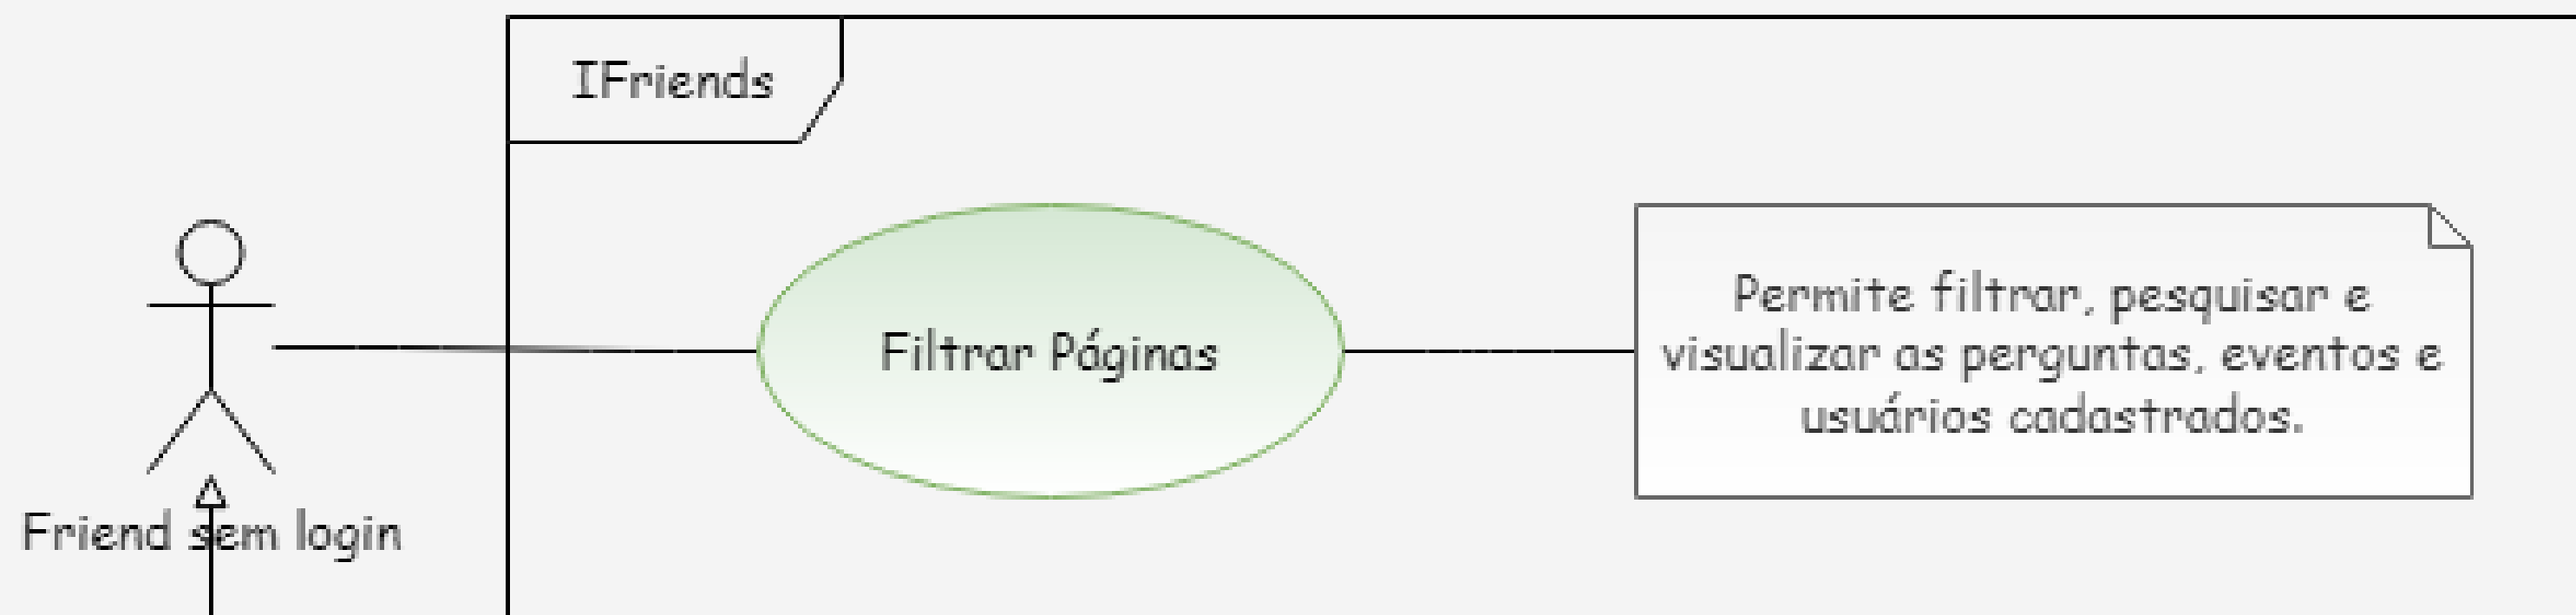 IFriends
Filtrar Páginas
Permite filtrar, pesquisar e
visualizar as perguntas, eventos e
usuários cadastrados.
Friend sem login